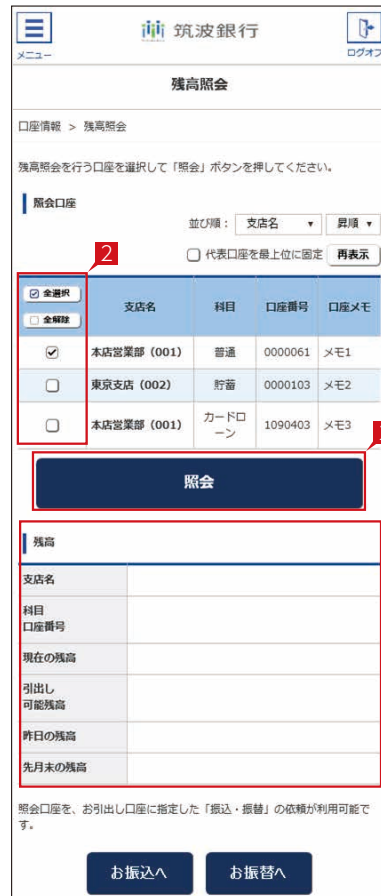 筑波銀行
メニュー
ログオフ
残高照会
口座情報 > 残高照会
残高照会を行う口座を選択して「照会」ボタンを押してください。
照会口座
並び順: 支店名 ▼ 昇順 ▼
代表口座を最上位に固定 再表示
2
全選択
全解除
支店名 科目 口座番号 口座メモ
本店営業部（001） 普通 0000061 メモ1
東京支店（002） 貯蓄 0000103 メモ2
本店営業部（001） カードローン 1090403 メモ3
照会
残高
支店名
科目
口座番号
現在の残高
引出し
可能残高
昨日の残高
先月末の残高
照会口座を、お引出し口座に指定した「振込・振替」の依頼が利用可能で
す。
お振込へ お振替へ